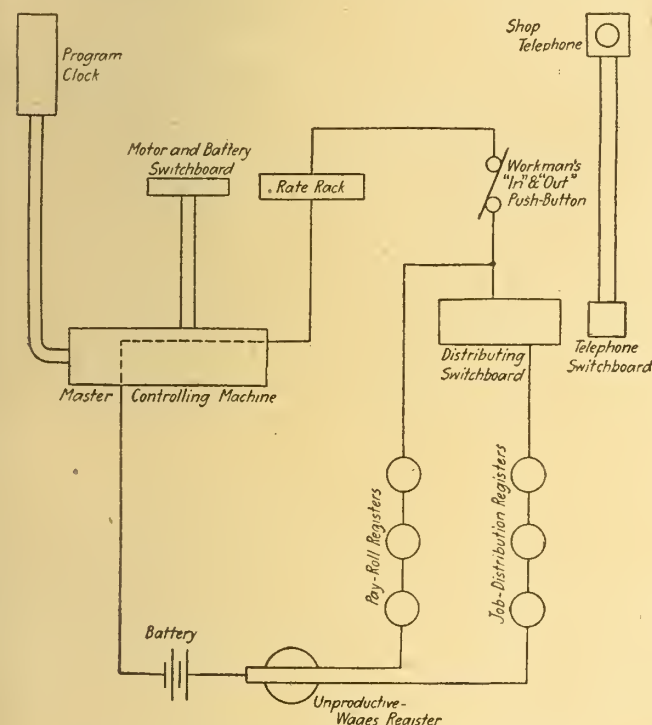 Program
Clock
Shop
Telephone
Motor and Battery
Switchboard
Rate Rack
Workman's
"In" & "Out"
Push-Button
Distributing
Switchboard
Telephone
Switchboard
Master Controlling Machine
Pay-Roll Registers
Job-Distribution Registers
Battery
Unproductive-
Wages Register